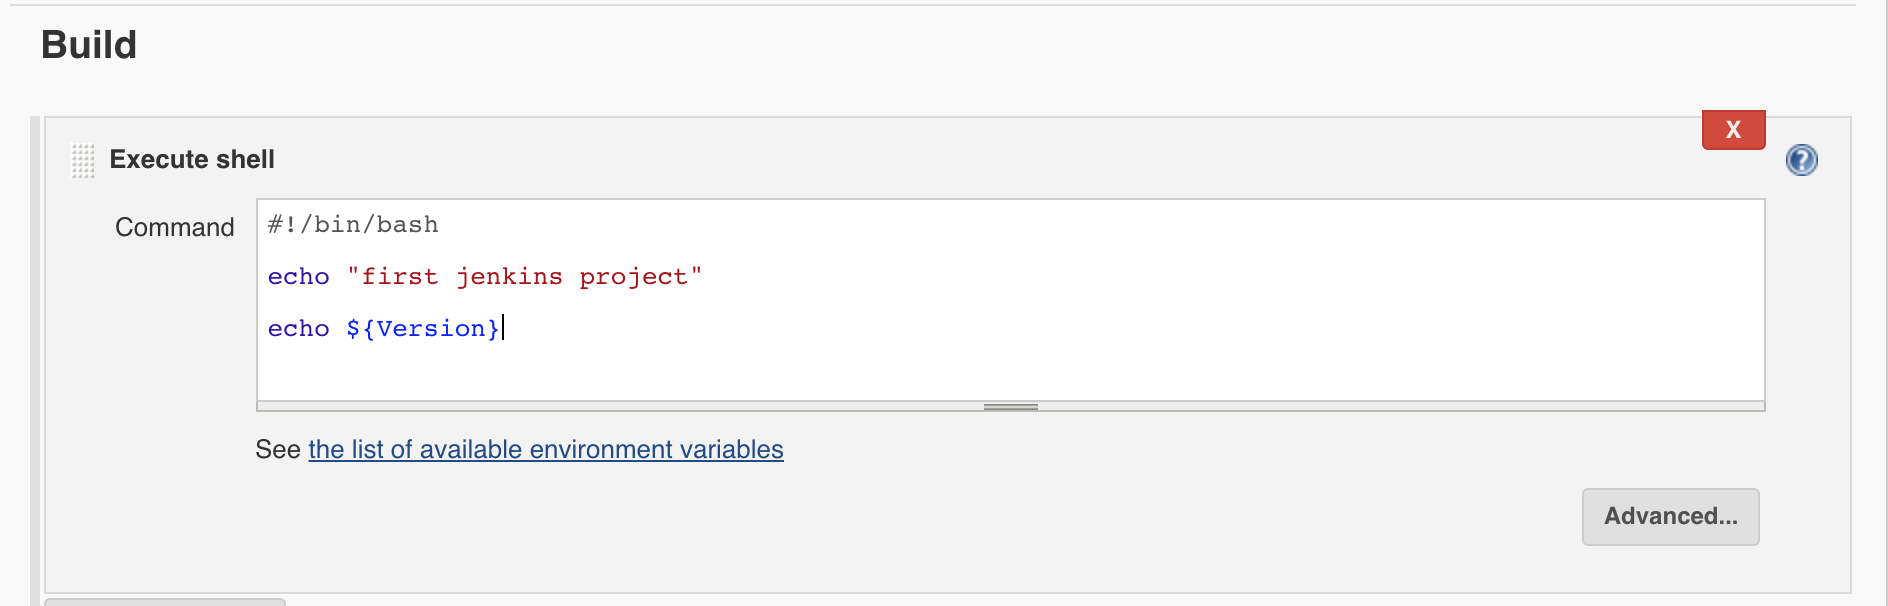 Build
X
Execute shell
Command
#!/bin/bash
echo "first jenkins project"
echo ${Version}
See the list of available environment variables
Advanced...